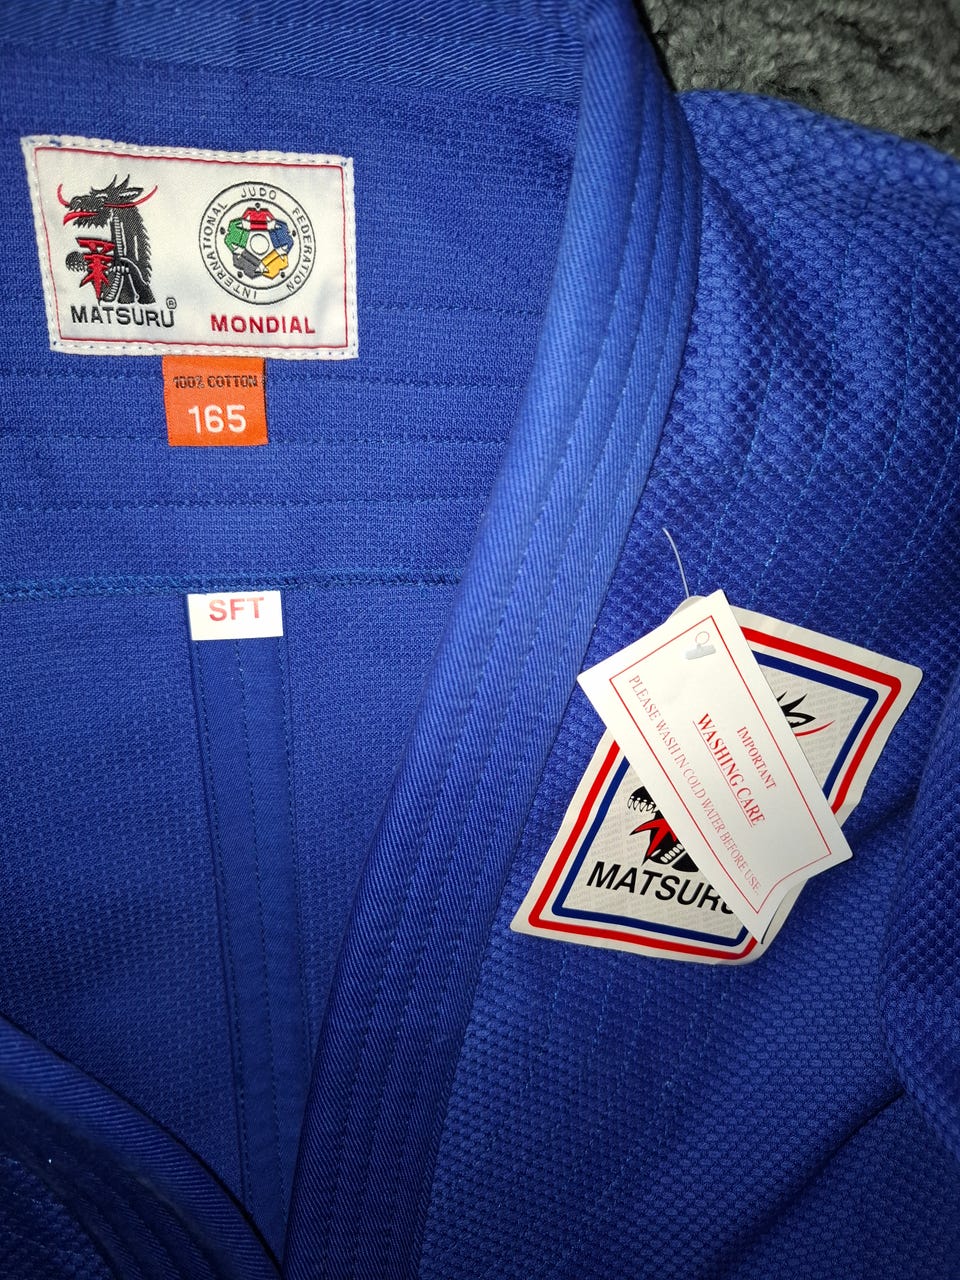 INTERNATIONAL JUDO FEDERATION
MATSURU®
MONDIAL
100% COTTON
165
SFT
IMPORTANT
WASHING CARE
PLEASE WASH IN COLD WATER BEFORE USE.
MATSURU